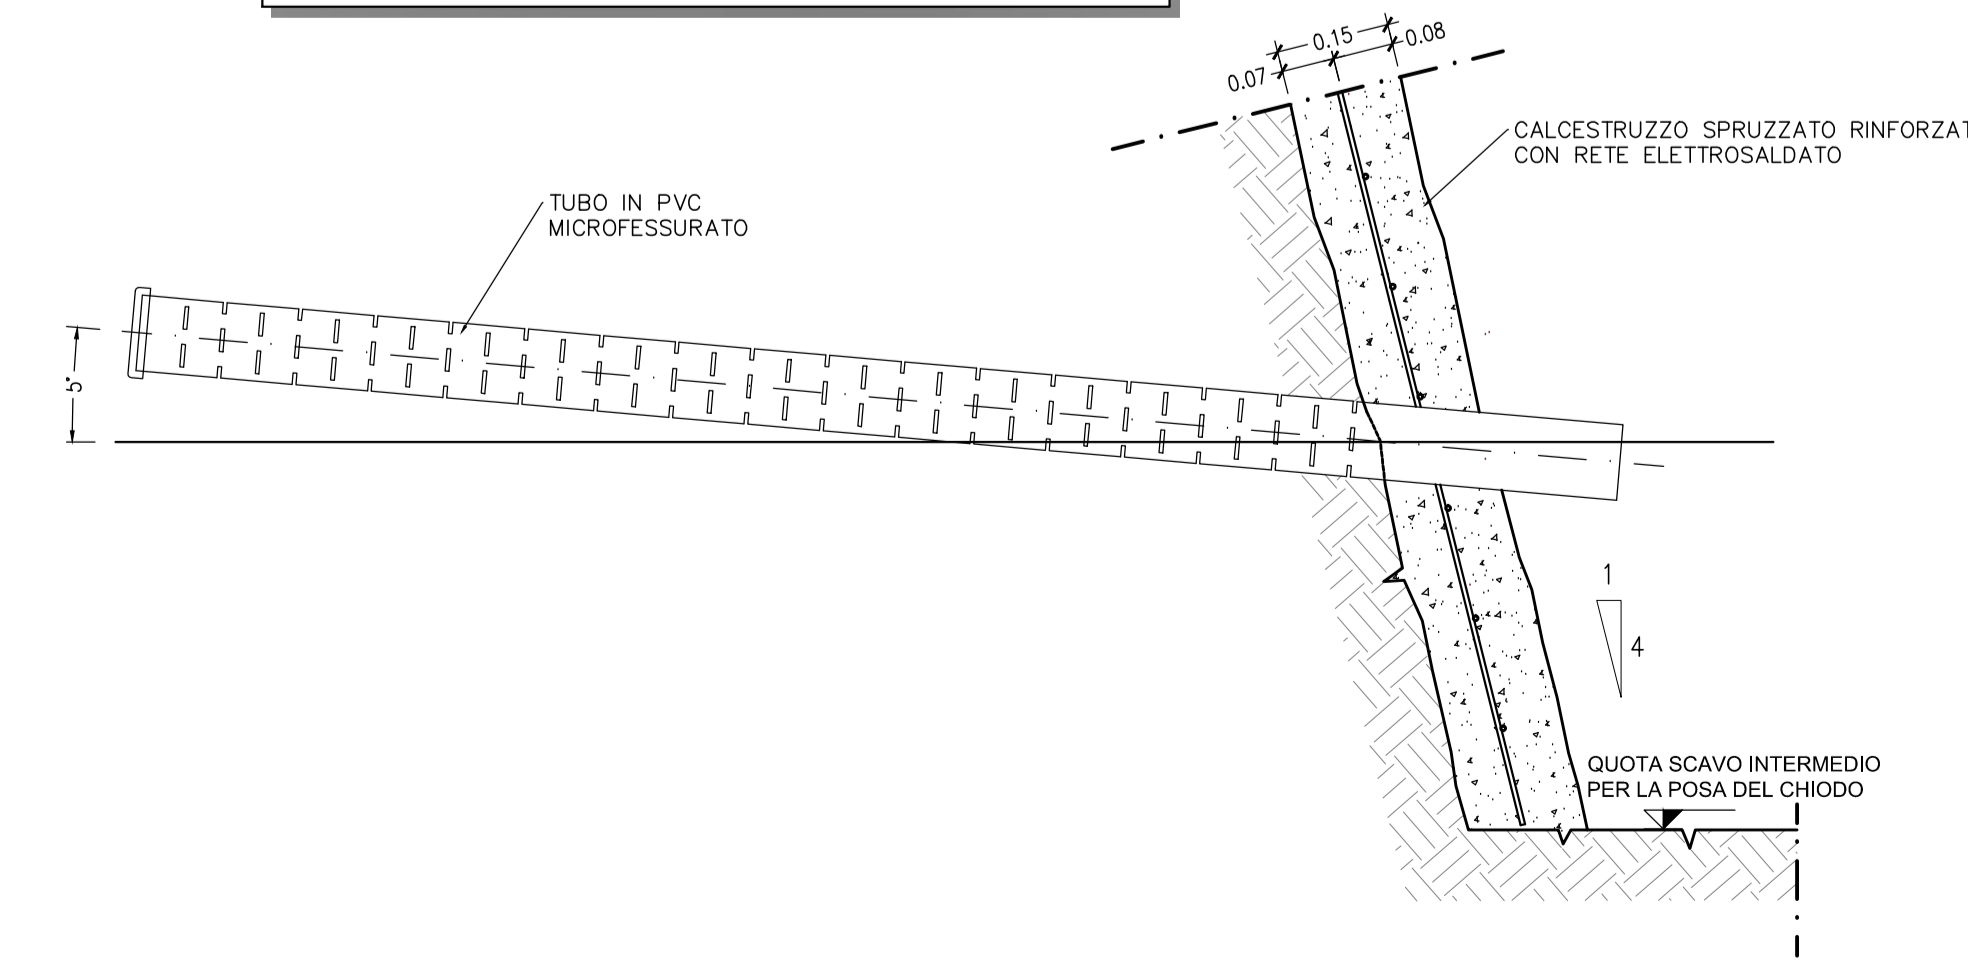 0.15
0.08
0.07
CALCESTRUZZO SPRUZZATO RINFORZAT
CON RETE ELETTROSALDATO
TUBO IN PVC
MICROFESSURATO
5°
1
4
QUOTA SCAVO INTERMEDIO
PER LA POSA DEL CHIODO